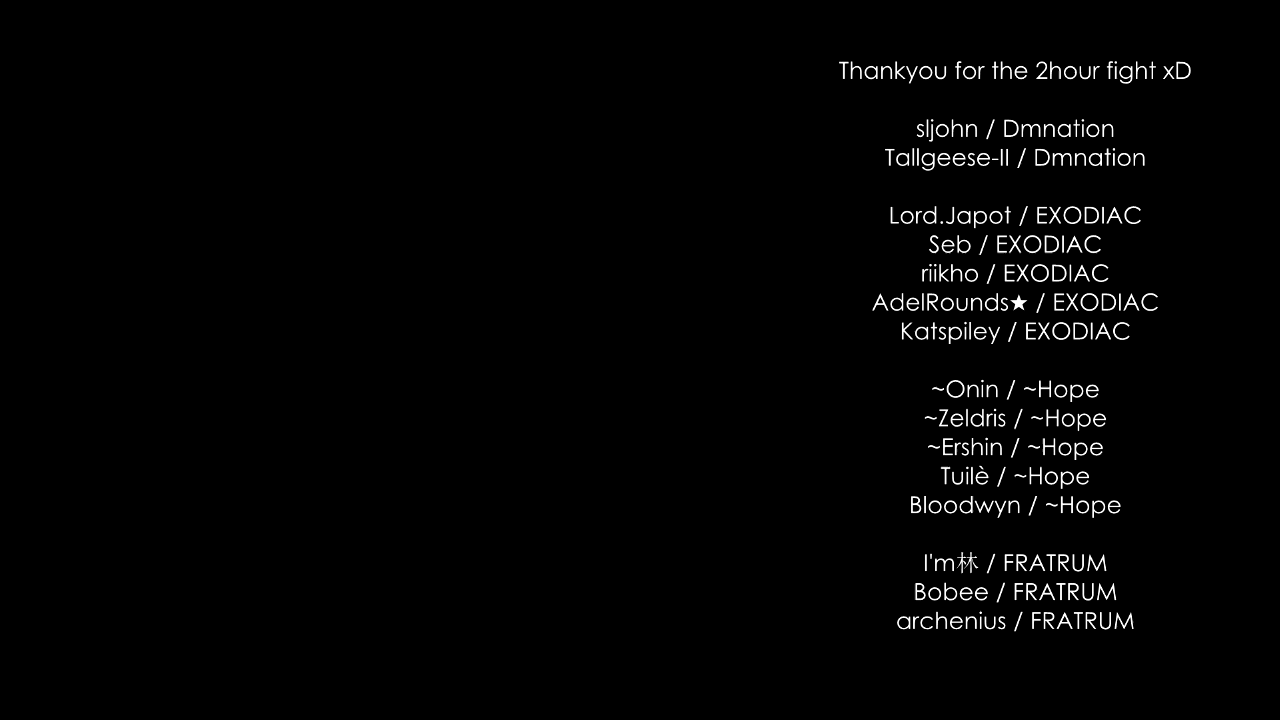 Thankyou for the 2hour fight xD
sljohn / Dmnation
Tallgeese-II / Dmnation
Lord.Japot / EXODIAC
Seb / EXODIAC
riikho / EXODIAC
AdelRounds★ / EXODIAC
Katspiley / EXODIAC
~Onin / ~Hope
~Zeldris / ~Hope
~Ershin / ~Hope
Tuilè / ~Hope
Bloodwyn / ~Hope
I'm林 / FRATRUM
Bobee / FRATRUM
archenius / FRATRUM